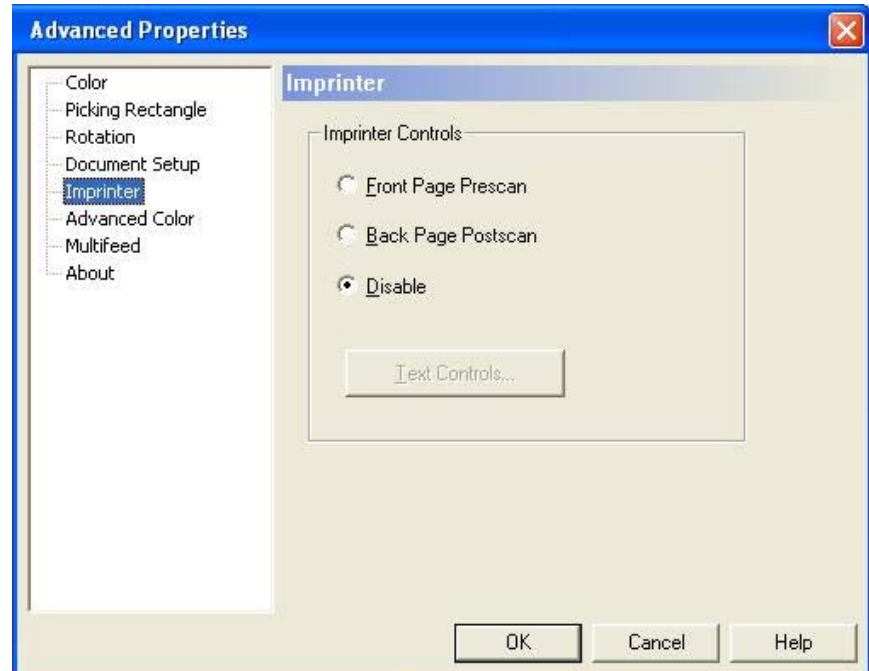 Advanced Properties
Color
Picking Rectangle
Rotation
Document Setup
Imprinter
Advanced Color
Multifeed
About
Imprinter
Imprinter Controls
Front Page Prescan
Back Page Postscan
Disable
Text Controls...
OK
Cancel
Help